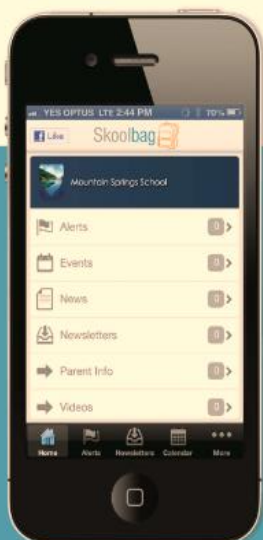 YES OPTUS LTE 2:44 PM 70%
f Like Skoolbag
Mountain Springs School
Alerts 0
Events 0
News 0
Newsletters 0
Parent Info 0
Videos 0
Home Alerts Newsletters Calendar More